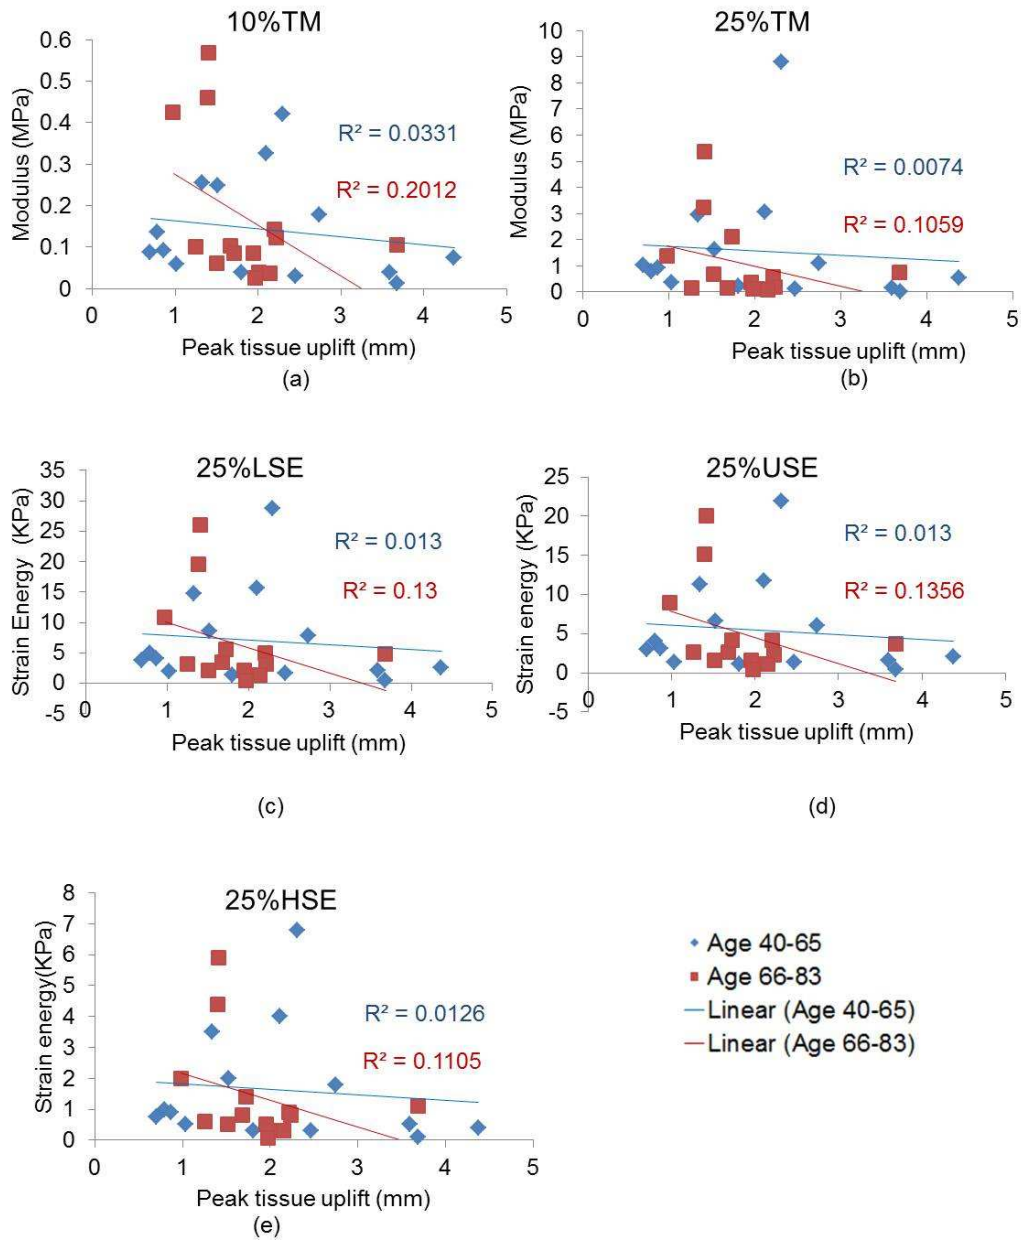 10%TM
0.6
0.5
0.4
0.3
0.2
0.1
0
Modulus (MPa)
R² = 0.0331
R² = 0.2012
0 1 2 3 4 5
Peak tissue uplift (mm)
(a)
25%TM
10
9
8
7
6
5
4
3
2
1
0
Modulus (MPa)
R² = 0.0074
R² = 0.1059
0 1 2 3 4 5
Peak tissue uplift (mm)
(b)
25%LSE
35
30
25
20
15
10
5
0
-5
Strain Energy (KPa)
R² = 0.013
R² = 0.13
0 1 2 3 4 5
Peak tissue uplift (mm)
(c)
25%USE
25
20
15
10
5
0
-5
Strain energy (KPa)
R² = 0.013
R² = 0.1356
0 1 2 3 4 5
Peak tissue uplift (mm)
(d)
25%HSE
8
7
6
5
4
3
2
1
0
Strain energy(KPa)
R² = 0.0126
R² = 0.1105
0 1 2 3 4 5
Peak tissue uplift (mm)
(e)
Age 40-65
Age 66-83
Linear (Age 40-65)
Linear (Age 66-83)